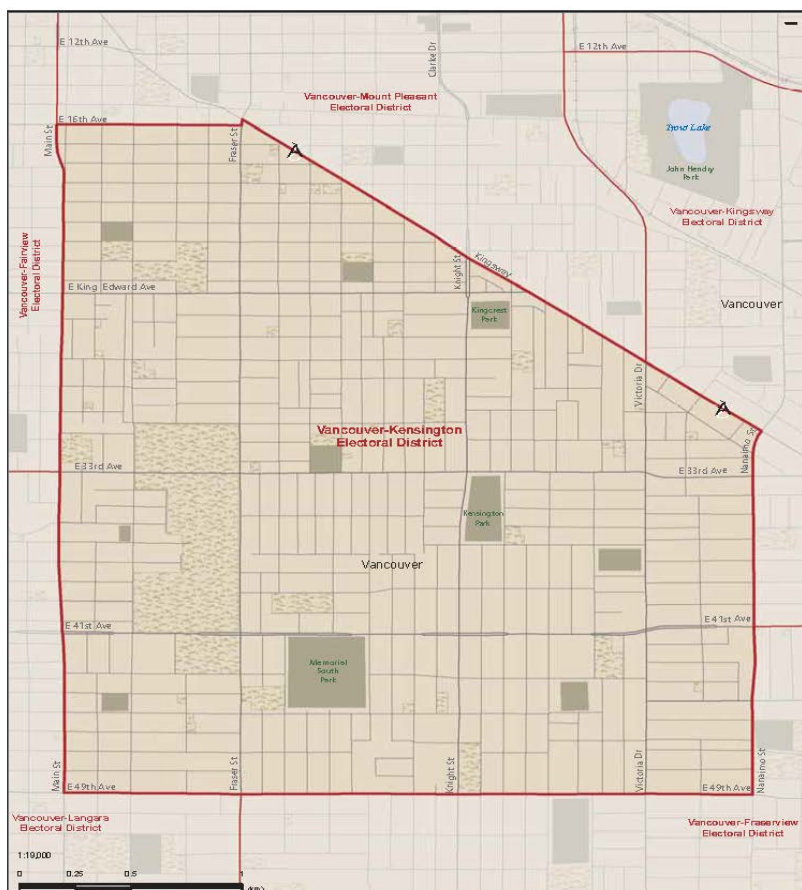 E 12th Ave
Clarke Dr
E 12th Ave
Vancouver-Mount Pleasant
Electoral District
Trout Lake
E 16th Ave
Main St
Fraser St
John Hendry
Park
Vancouver-Kingsway
Electoral District
Vancouver-Fairview
Electoral District
Knight St
Kingsway
E King Edward Ave
Vancouver
Kingcrest
Park
Victoria Dr
Vancouver-Kensington
Electoral District
Nanaimo St
E 33rd Ave
E 33rd Ave
Kensington
Park
Vancouver
E 41st Ave
E 41st Ave
Memorial
South
Park
Main St
Fraser St
Knight St
Victoria Dr
Nanaimo St
E 49th Ave
E 49th Ave
Vancouver-Langara
Electoral District
Vancouver-Fraserview
Electoral District
1:19,000
0 0.25 0.5 1
(km)